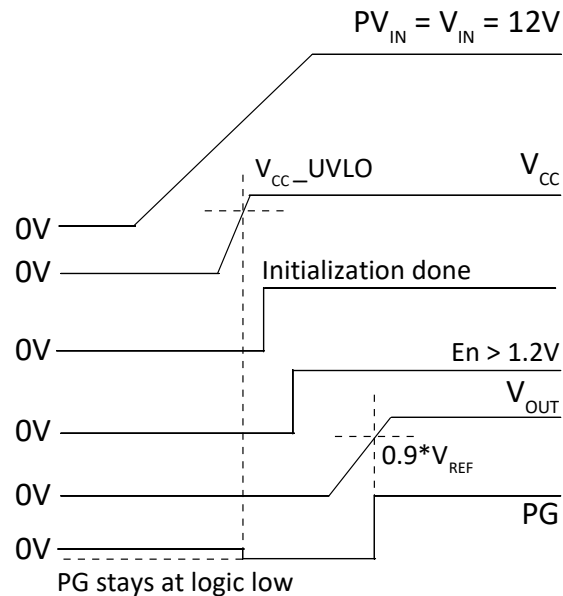 PV_IN = V_IN = 12V
V_CC_UVLO
V_CC
0V
0V
Initialization done
0V
En > 1.2V
V_OUT
0V
0.9*V_REF
0V
PG
0V
PG stays at logic low